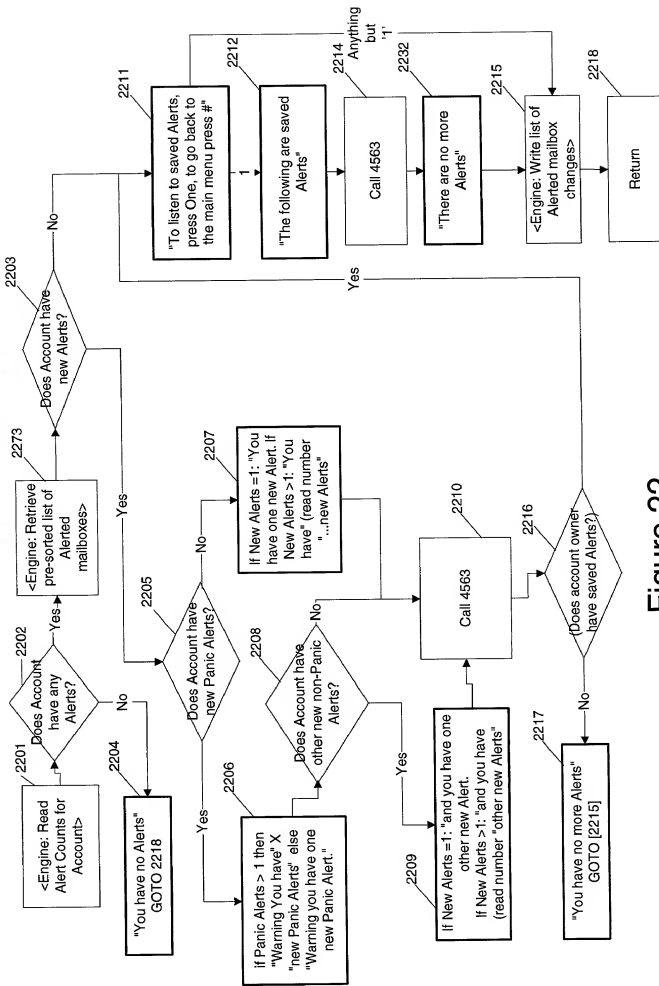 2201
<Engine: Read
Alert Counts for
Account>
2202
Does Account
have any
Alerts?
Yes
No
2204
"You have no Alerts"
GOTO 2218
2273
<Engine: Retrieve
pre-sorted list of
Alerted
mailboxes>
2203
Does Account have
new Alerts?
No
Yes
2205
Does Account have
new Panic Alerts?
Yes
No
2206
if Panic Alerts > 1 then
"Warning You have" X
"new Panic Alerts" else
"Warning you have one
new Panic Alert."
2207
If New Alerts =1: "You
have one new Alert. If
New Alerts >1: "You
have" (read number
"...new Alerts"
2208
Does Account have
other new non-Panic
Alerts?
No
Yes
2209
If New Alerts =1: "and you have one
other new Alert.
If New Alerts >1: "and you have
(read number "other new Alerts"
2210
Call 4563
2216
(Does account owner
have saved Alerts?)
Yes
No
2217
"You have no more Alerts"
GOTO [2215]
2211
"To listen to saved Alerts,
press One, to go back to
the main menu press #"
1
Anything
but
'1'
2212
"The following are saved
Alerts"
2214
Call 4563
2232
"There are no more
Alerts"
2215
<Engine: Write list of
Alerted mailbox
changes>
2218
Return
Figure 22